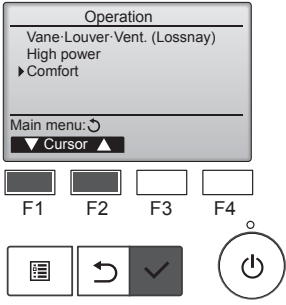 Operation
Vane·Louver·Vent. (Lossnay)
High power
Comfort
Main menu:
Cursor
F1 F2 F3 F4